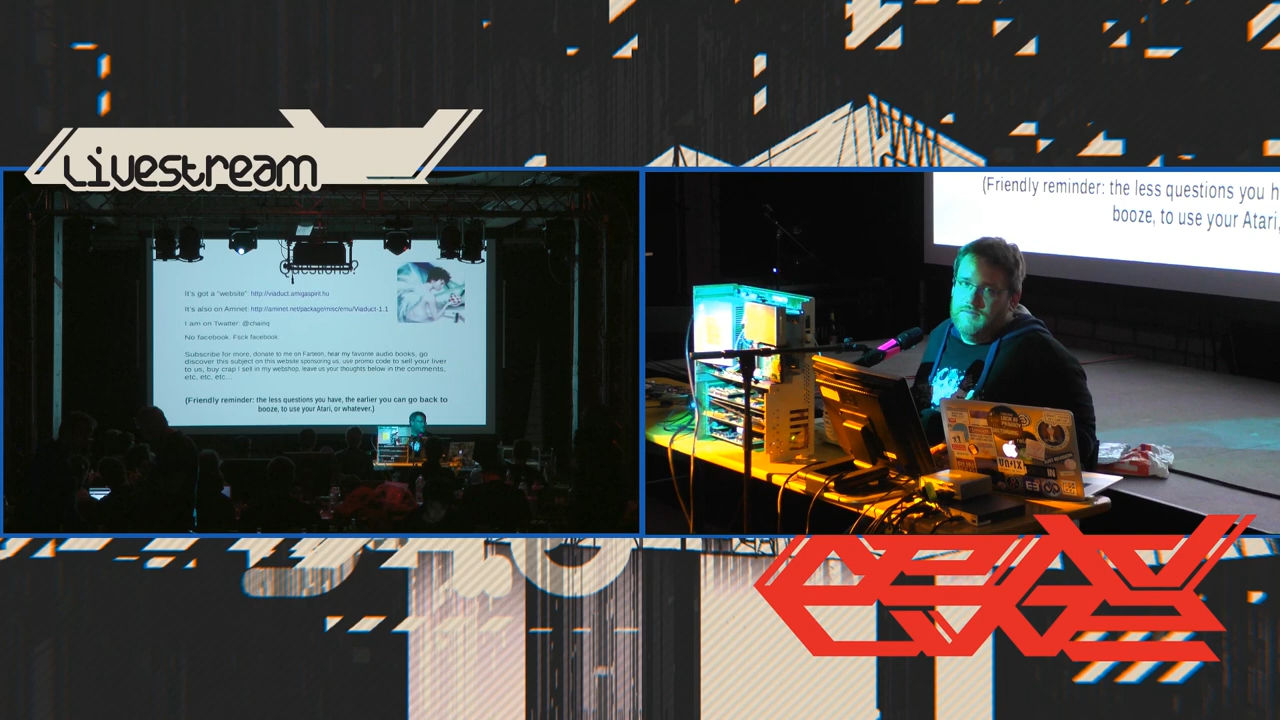 Livestream
Questions?
It's got a "website": http://viaduct.amigaspirit.hu
It's also on Aminet: http://aminet.net/package/misc/emu/Viaduct-1.1
I am on Twatter: @chainq
No facebook. Fsck facebook.
Subscribe for more, donate to me on Farteon, hear my favorite audio books, go
discover this subject on this website sponsoring us, use promo code to sell your liver
to us, buy crap I sell in my webshop, leave us your thoughts below in the comments,
etc, etc, etc...
(Friendly reminder: the less questions you have, the earlier you can go back to
booze, to use your Atari, or whatever.)
(Friendly reminder: the less questions you h
booze, to use your Atari,
UNIX